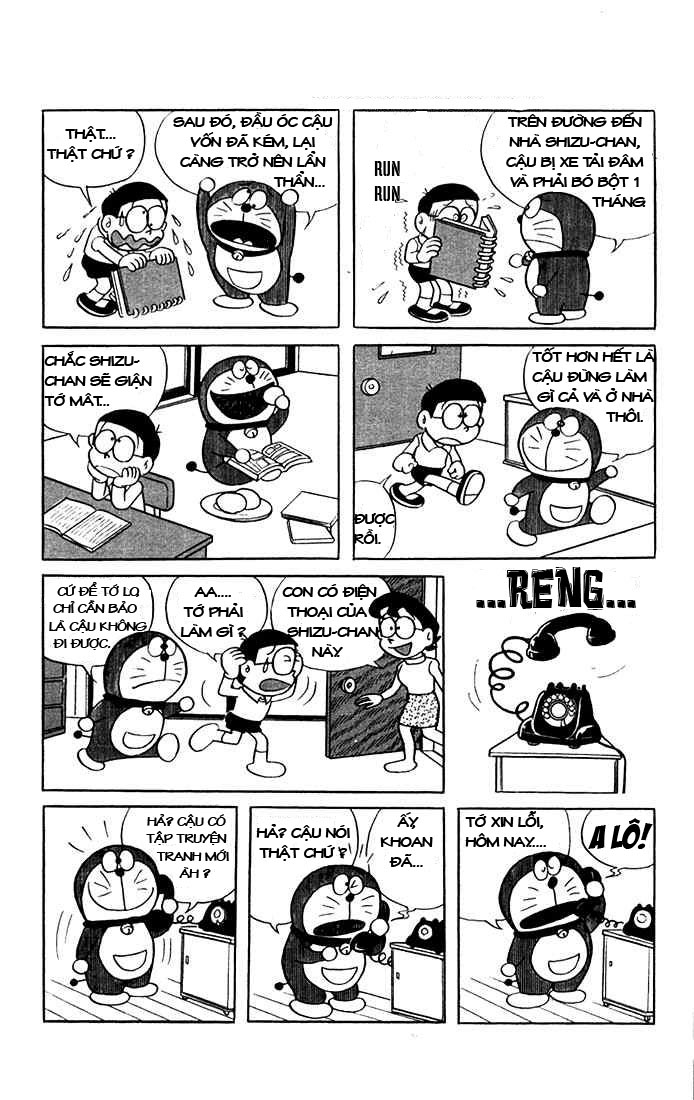 TRÊN ĐƯỜNG ĐẾN
NHÀ SHIZU-CHAN,
CẬU BỊ XE TẢI ĐÂM
VÀ PHẢI BÓ BỘT 1
THÁNG
RUN
RUN
SAU ĐÓ, ĐẦU ÓC CẬU
VỐN ĐÃ KÉM, LẠI
CÀNG TRỞ NÊN LẨN
THẨN...
THẬT....
THẬT CHỨ ?
TỐT HƠN HẾT LÀ
CẬU ĐỪNG LÀM
GÌ CẢ VÀ Ở NHÀ
THÔI.
ĐƯỢC
RỒI.
CHẮC SHIZU-
CHAN SẼ GIẬN
TỚ MẤT..
...RENG...
CON CÓ ĐIỆN
THOẠI CỦA
SHIZU-CHAN
NÀY.
AA....
TỚ PHẢI
LÀM GÌ ?
CỨ ĐỂ TỚ LO,
CHỈ CẦN BẢO
LÀ CẬU KHÔNG
ĐI ĐƯỢC.
A LÔ!
TỚ XIN LỖI,
HÔM NAY....
ẤY,
KHOAN
ĐÃ...
HẢ? CẬU NÓI
THẬT CHỨ ?
HẢ? CẬU CÓ
TẬP TRUYỆN
TRANH MỚI
ÀH ?